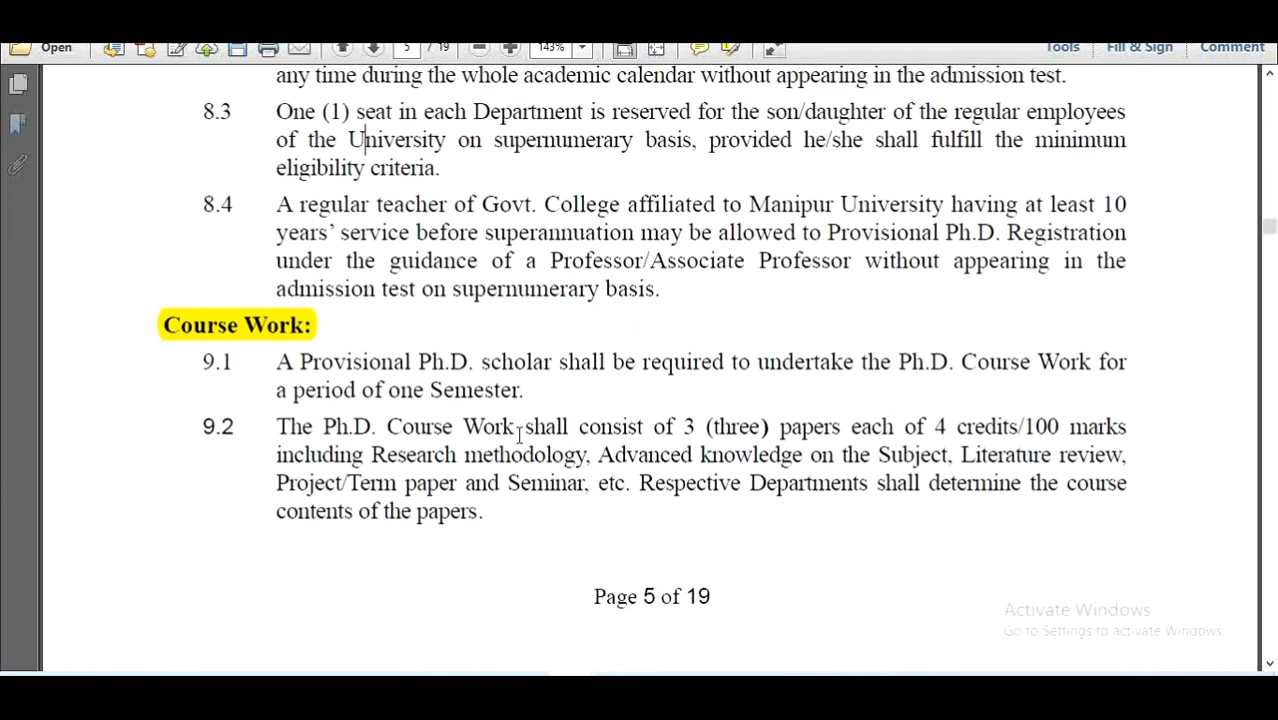 Open
5 / 19
143%
Tools
Fill & Sign
Comment
any time during the whole academic calendar without appearing in the admission test.
8.3 One (1) seat in each Department is reserved for the son/daughter of the regular employees
of the University on supernumerary basis, provided he/she shall fulfill the minimum
eligibility criteria.
8.4 A regular teacher of Govt. College affiliated to Manipur University having at least 10
years’ service before superannuation may be allowed to Provisional Ph.D. Registration
under the guidance of a Professor/Associate Professor without appearing in the
admission test on supernumerary basis.
Course Work:
9.1 A Provisional Ph.D. scholar shall be required to undertake the Ph.D. Course Work for
a period of one Semester.
9.2 The Ph.D. Course Work shall consist of 3 (three) papers each of 4 credits/100 marks
including Research methodology, Advanced knowledge on the Subject, Literature review,
Project/Term paper and Seminar, etc. Respective Departments shall determine the course
contents of the papers.
Page 5 of 19
Activate Windows
Go to Settings to activate Windows.